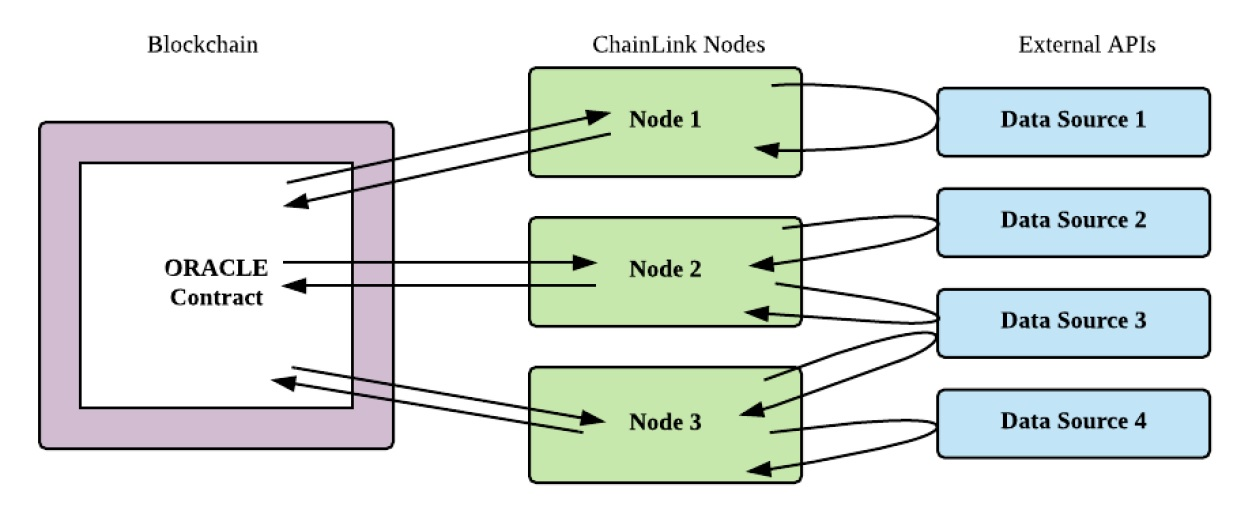 Blockchain
ChainLink Nodes
External APIs
Node 1
Data Source 1
Data Source 2
ORACLE
Contract
Node 2
Data Source 3
Node 3
Data Source 4